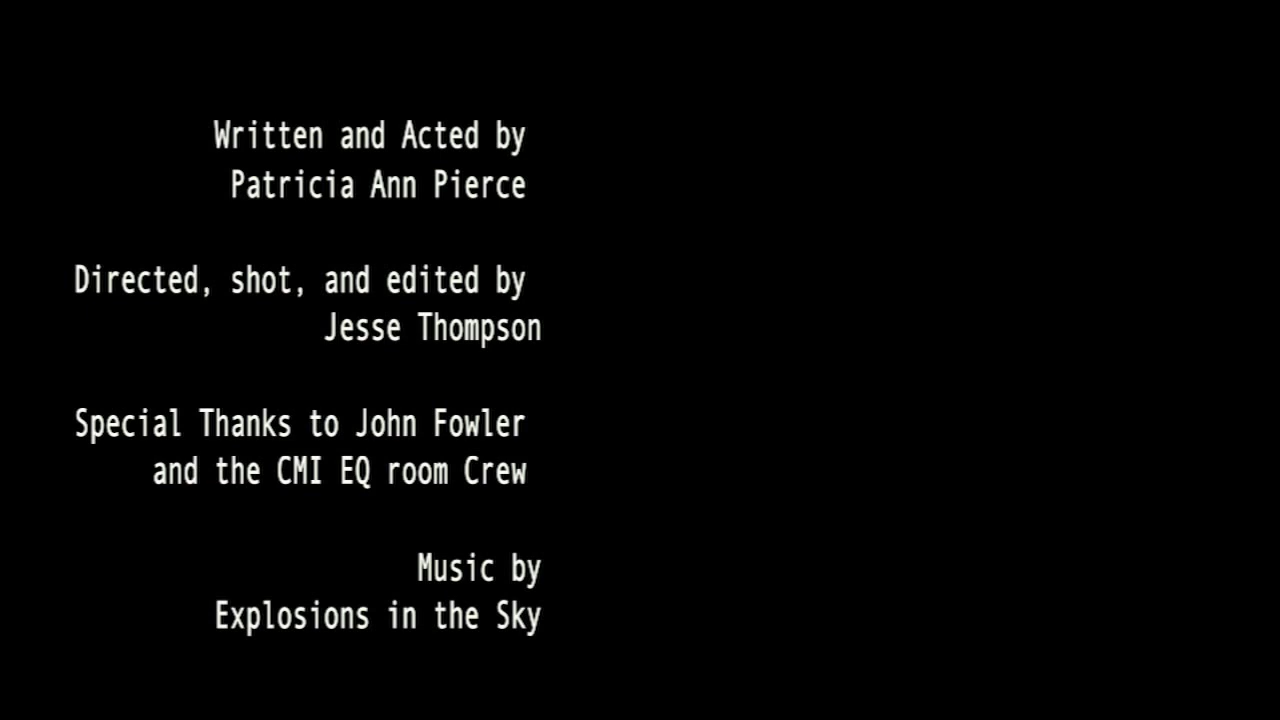 Written and Acted by
Patricia Ann Pierce
Directed, shot, and edited by
Jesse Thompson
Special Thanks to John Fowler
and the CMI EQ room Crew
Music by
Explosions in the Sky